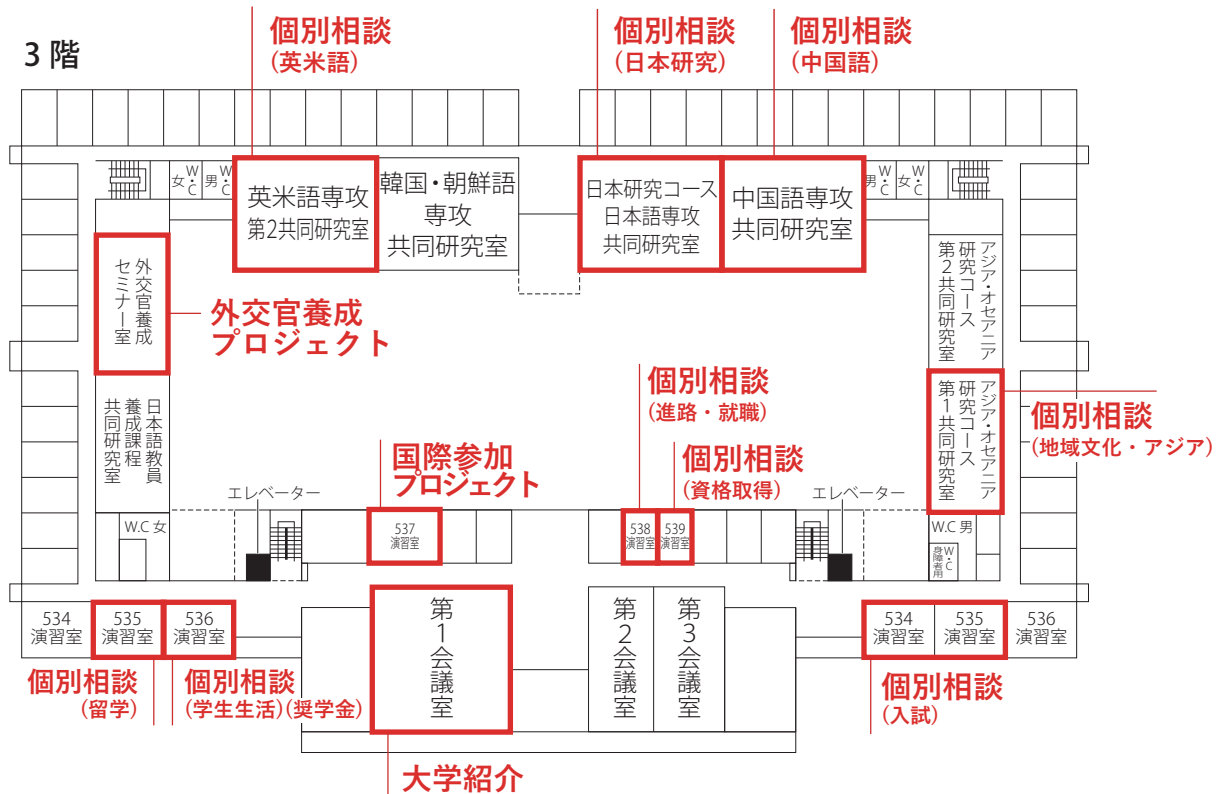 3 階
個別相談
(英米語)
個別相談
(日本研究)
個別相談
(中国語)
女W・C
男W・C
英米語専攻
第2共同研究室
韓国・朝鮮語
専攻
共同研究室
日本研究コース
日本語専攻
共同研究室
中国語専攻
共同研究室
男W・C
女W・C
外交官養成
セミナー室
外交官養成
プロジェクト
アジア・オセアニア
研究コース
第2共同研究室
日本語教員
養成課程
共同研究室
個別相談
(進路・就職)
アジア・オセアニア
研究コース
第1共同研究室
個別相談
(地域文化・アジア)
国際参加
プロジェクト
個別相談
(資格取得)
エレベーター
エレベーター
W.C 女
537
演習室
538
演習室
539
演習室
W.C 男
W・C
身障者用
534
演習室
535
演習室
536
演習室
第1会議室
第2会議室
第3会議室
534
演習室
535
演習室
536
演習室
個別相談
(留学)
個別相談
(学生生活)(奨学金)
個別相談
(入試)
大学紹介